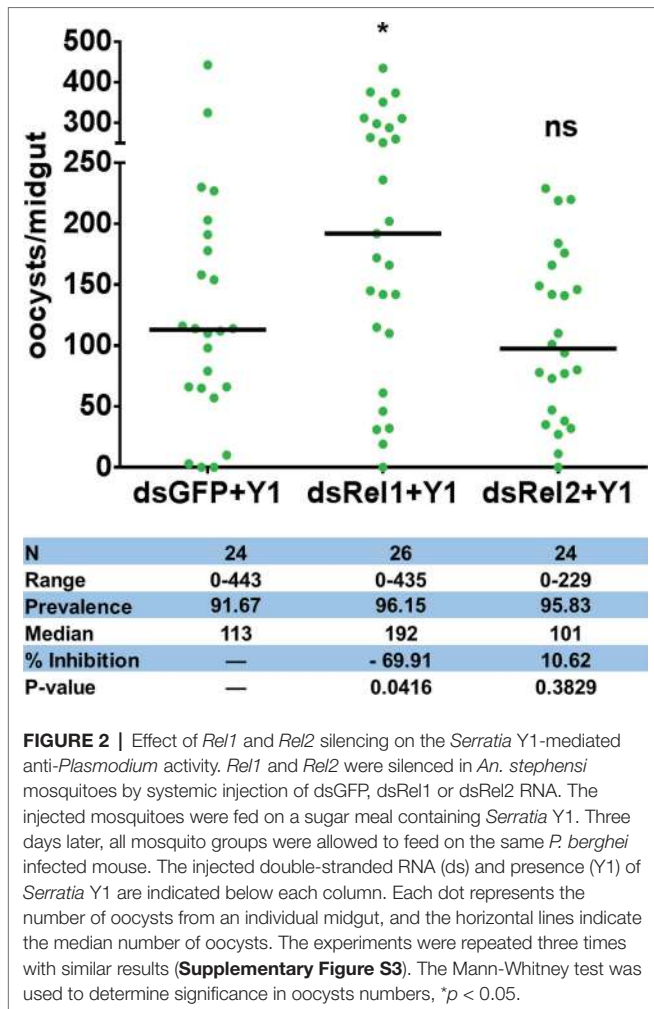 500
*
400
300
ns
250
200
150
100
50
0
oocysts/midgut
dsGFP+Y1 dsRel1+Y1 dsRel2+Y1
N 24 26 24
Range 0-443 0-435 0-229
Prevalence 91.67 96.15 95.83
Median 113 192 101
% Inhibition — - 69.91 10.62
P-value — 0.0416 0.3829
FIGURE 2 | Effect of Rel1 and Rel2 silencing on the Serratia Y1-mediated
anti-Plasmodium activity. Rel1 and Rel2 were silenced in An. stephensi
mosquitoes by systemic injection of dsGFP, dsRel1 or dsRel2 RNA. The
injected mosquitoes were fed on a sugar meal containing Serratia Y1. Three
days later, all mosquito groups were allowed to feed on the same P. berghei
infected mouse. The injected double-stranded RNA (ds) and presence (Y1) of
Serratia Y1 are indicated below each column. Each dot represents the
number of oocysts from an individual midgut, and the horizontal lines indicate
the median number of oocysts. The experiments were repeated three times
with similar results (Supplementary Figure S3). The Mann-Whitney test was
used to determine significance in oocysts numbers, *p < 0.05.